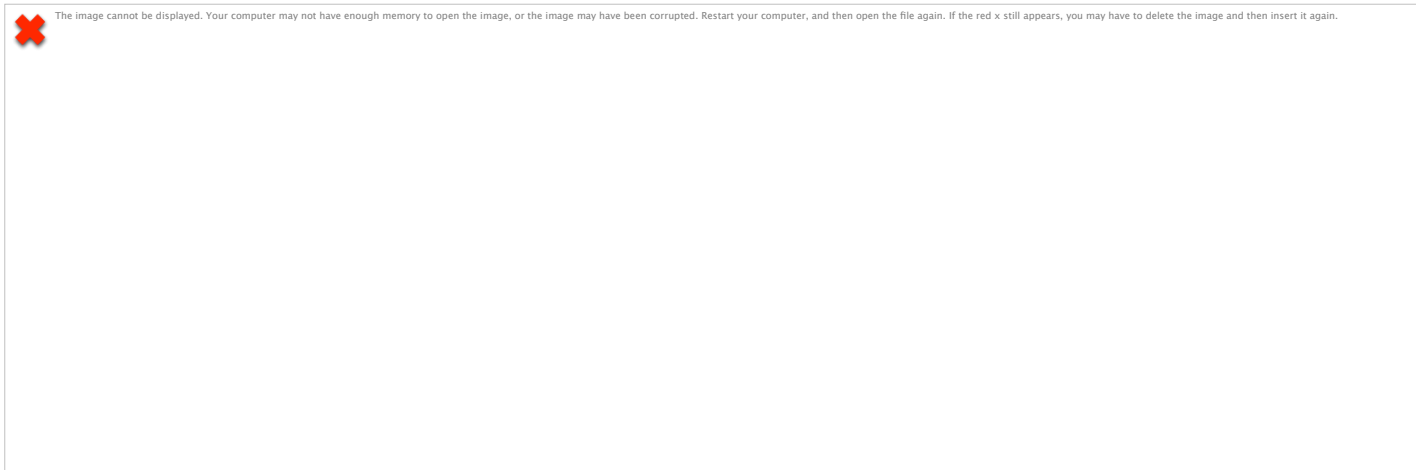 The image cannot be displayed. Your computer may not have enough memory to open the image, or the image may have been corrupted. Restart your computer, and then open the file again. If the red x still appears, you may have to delete the image and then insert it again.